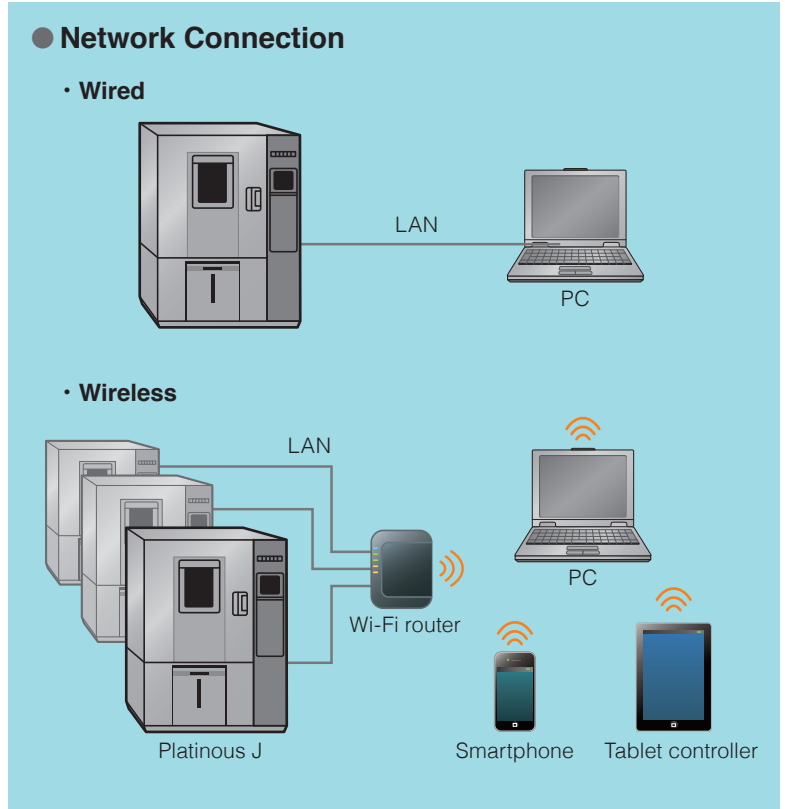 ● Network Connection
・Wired
LAN
PC
・Wireless
LAN
PC
Wi-Fi router
Platinous J
Smartphone
Tablet controller